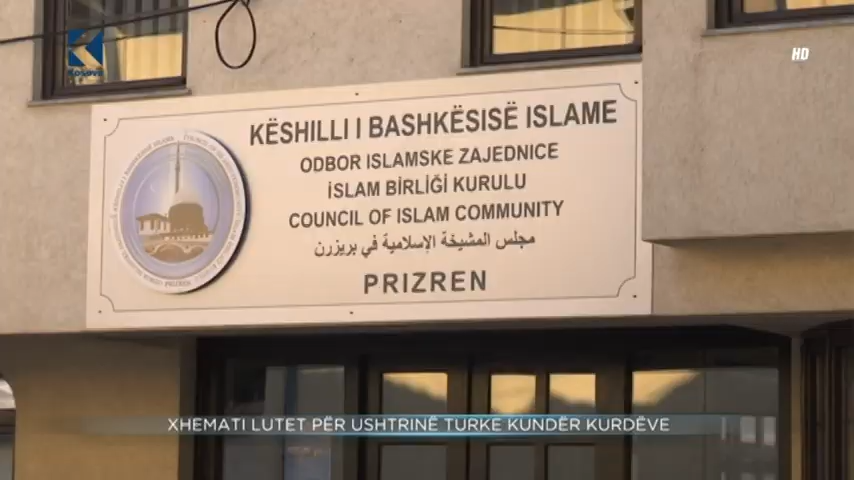 Kosova
HD
KËSHILLI I BASHKËSISË ISLAME
ODBOR ISLAMSKE ZAJEDNICE
İSLAM BİRLİĞİ KURULU
COUNCIL OF ISLAM COMMUNITY
مجلس المشيخة الإسلامية في بريزرن
PRIZREN
XHEMATI LUTET PËR USHTRINË TURKE KUNDËR KURDËVE